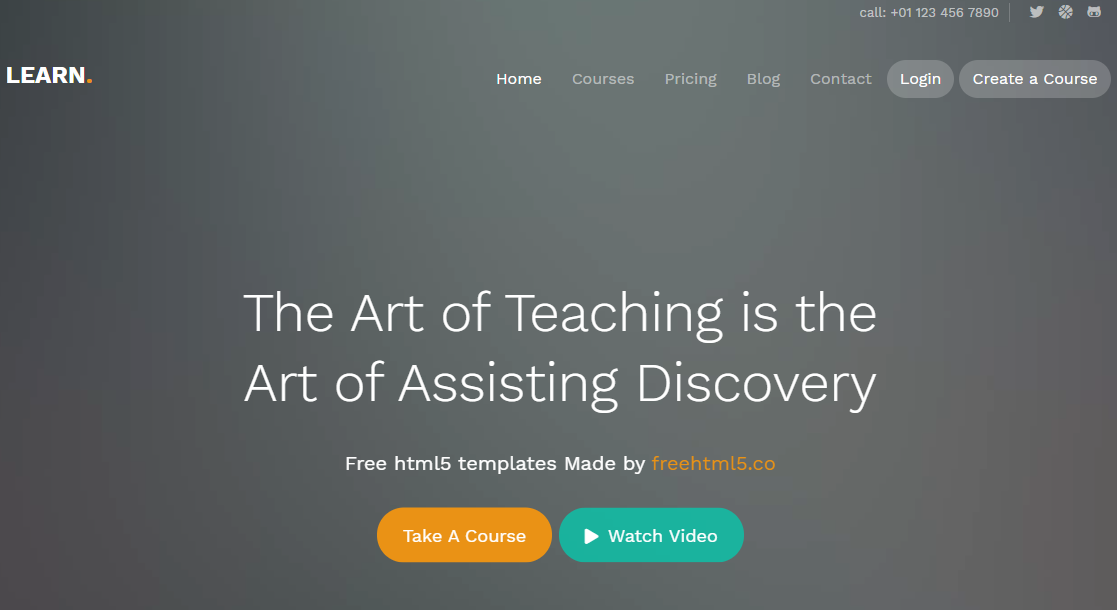 call: +01 123 456 7890
LEARN.
Home Courses Pricing Blog Contact Login Create a Course
The Art of Teaching is the
Art of Assisting Discovery
Free html5 templates Made by freehtml5.co
Take A Course Watch Video